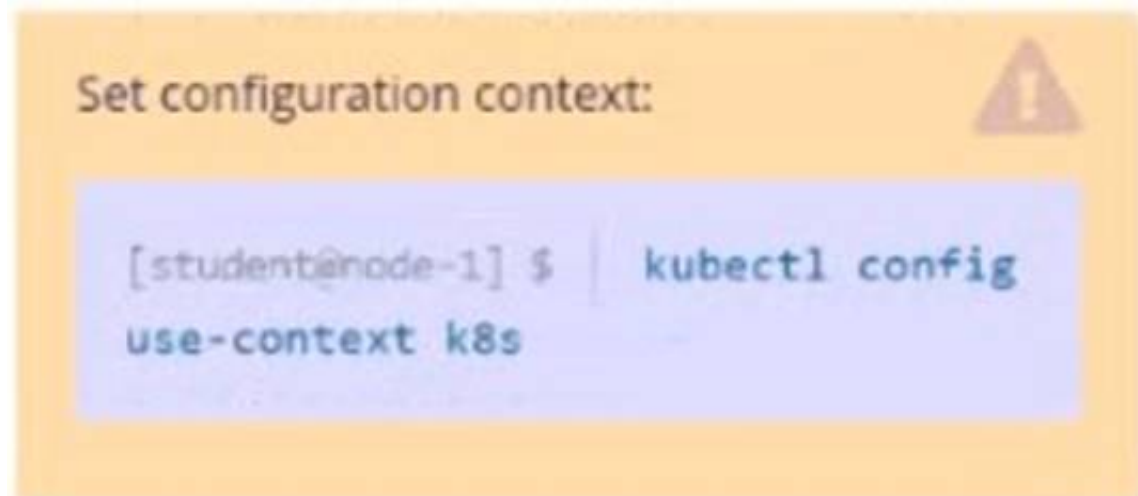 Set configuration context:
[student@node-1] $ | kubectl config
use-context k8s